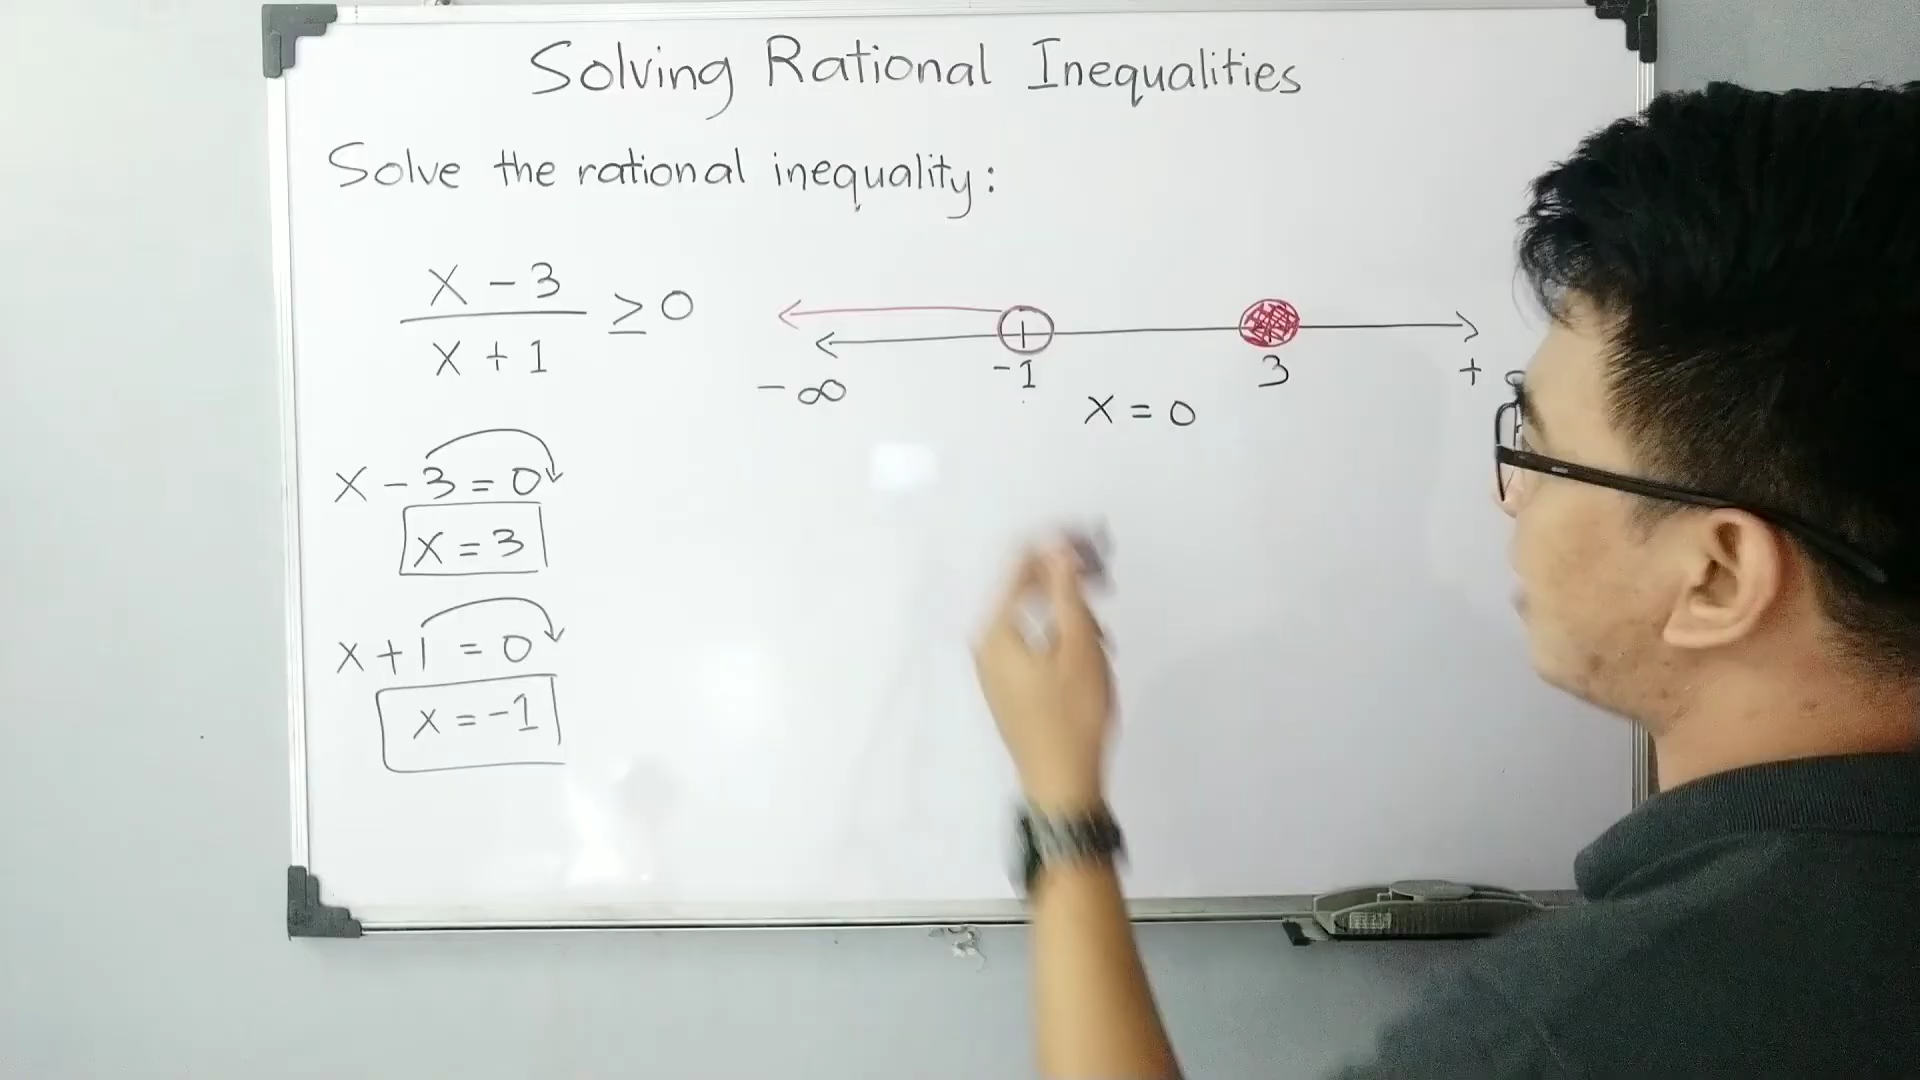 Solving Rational Inequalities
Solve the rational inequality:
x - 3
x + 1
≥ 0
-∞
-1
3
+
x = 0
x - 3 = 0
x = 3
x + 1 = 0
x = -1